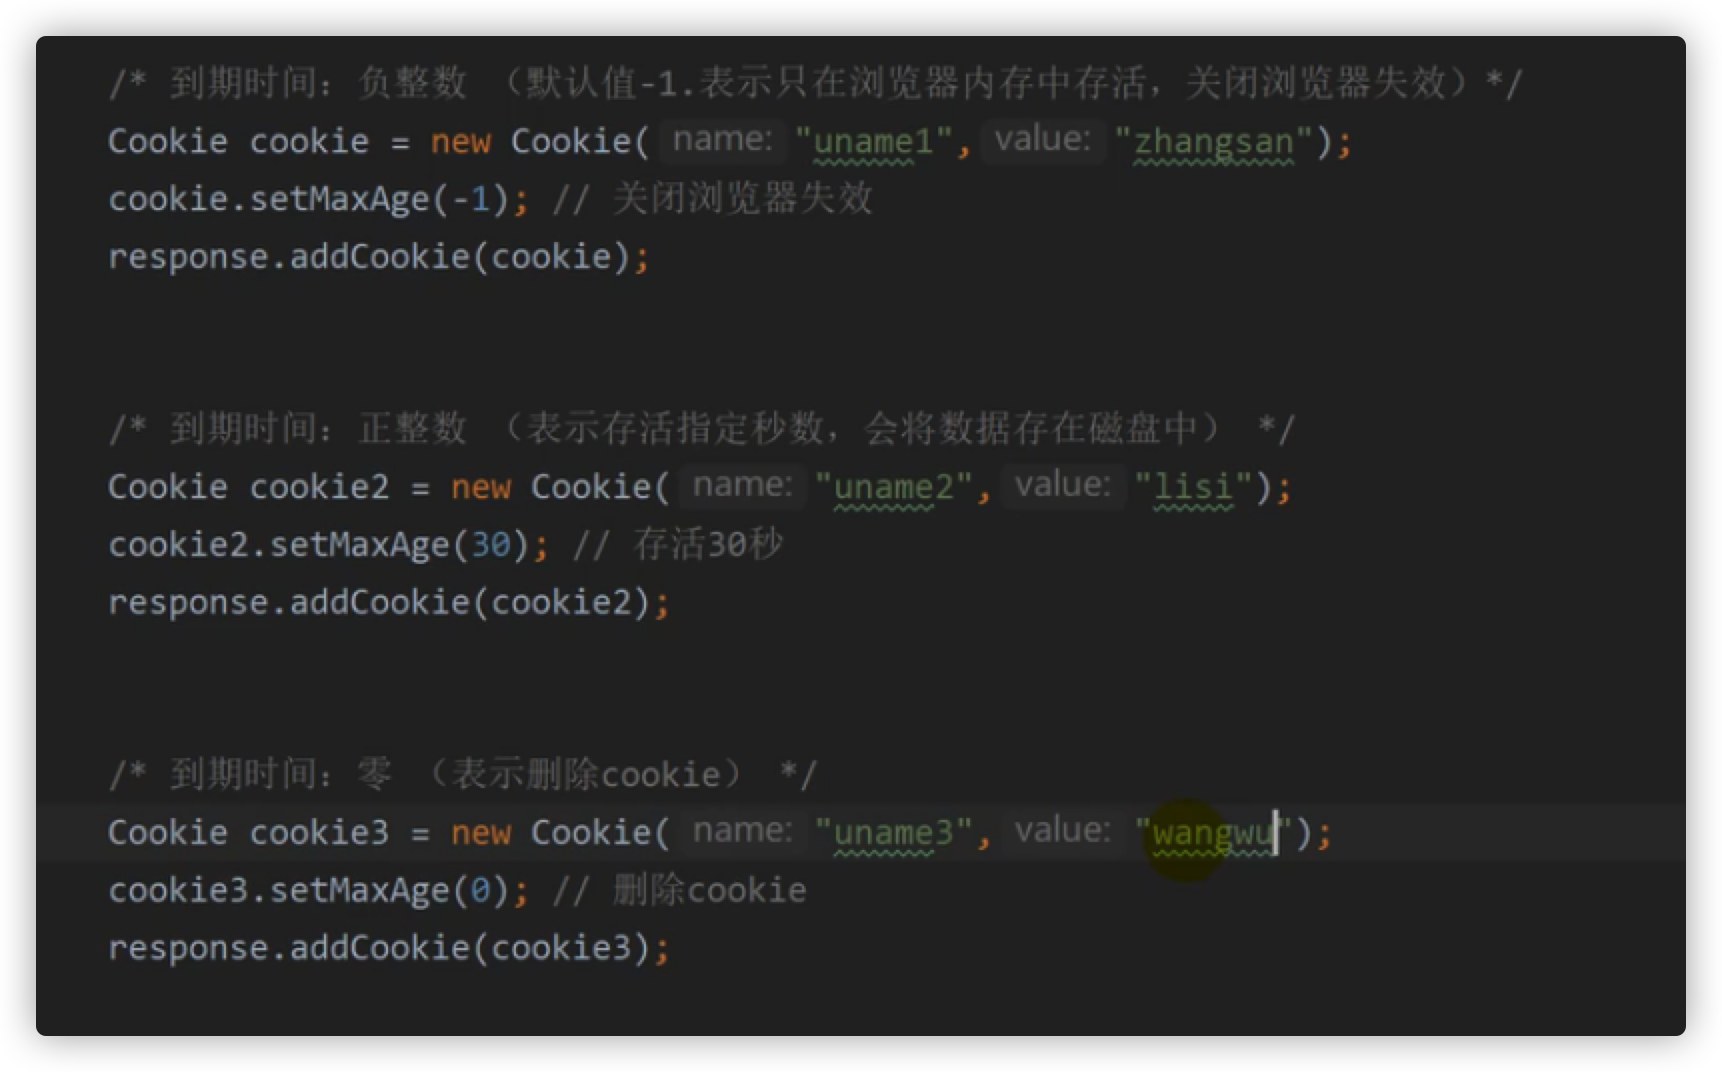 /* 到期时间：负整数 （默认值-1.表示只在浏览器内存中存活，关闭浏览器失效）*/
Cookie cookie = new Cookie( name: "uname1", value: "zhangsan");
cookie.setMaxAge(-1); // 关闭浏览器失效
response.addCookie(cookie);
/* 到期时间：正整数 （表示存活指定秒数，会将数据存在磁盘中） */
Cookie cookie2 = new Cookie( name: "uname2", value: "lisi");
cookie2.setMaxAge(30); // 存活30秒
response.addCookie(cookie2);
/* 到期时间：零 （表示删除cookie） */
Cookie cookie3 = new Cookie( name: "uname3", value: "wangwu");
cookie3.setMaxAge(0); // 删除cookie
response.addCookie(cookie3);